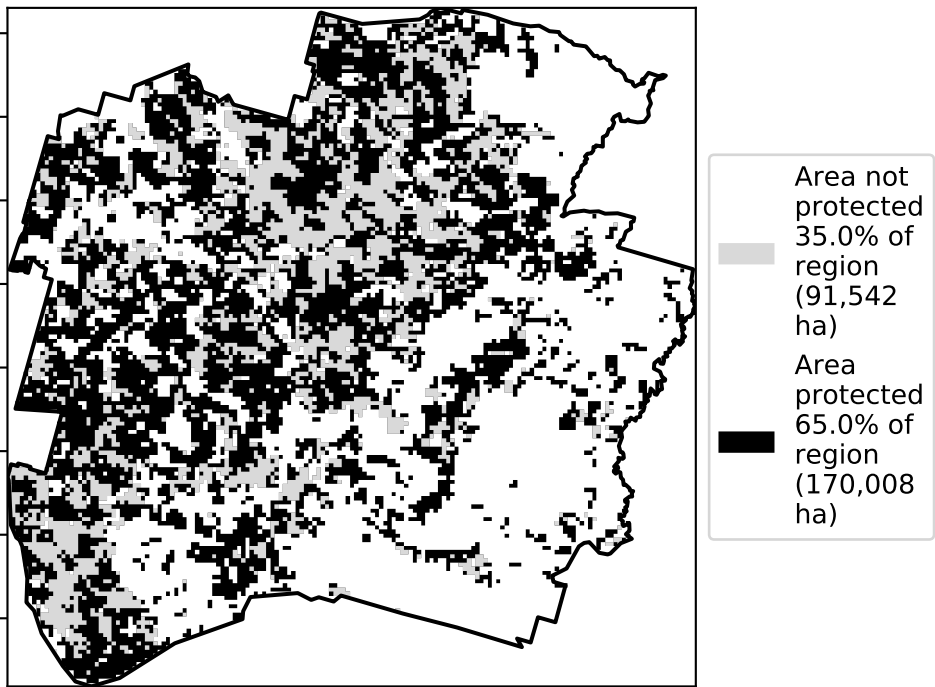 Area not
protected
35.0% of
region
(91,542
ha)
Area
protected
65.0% of
region
(170,008
ha)